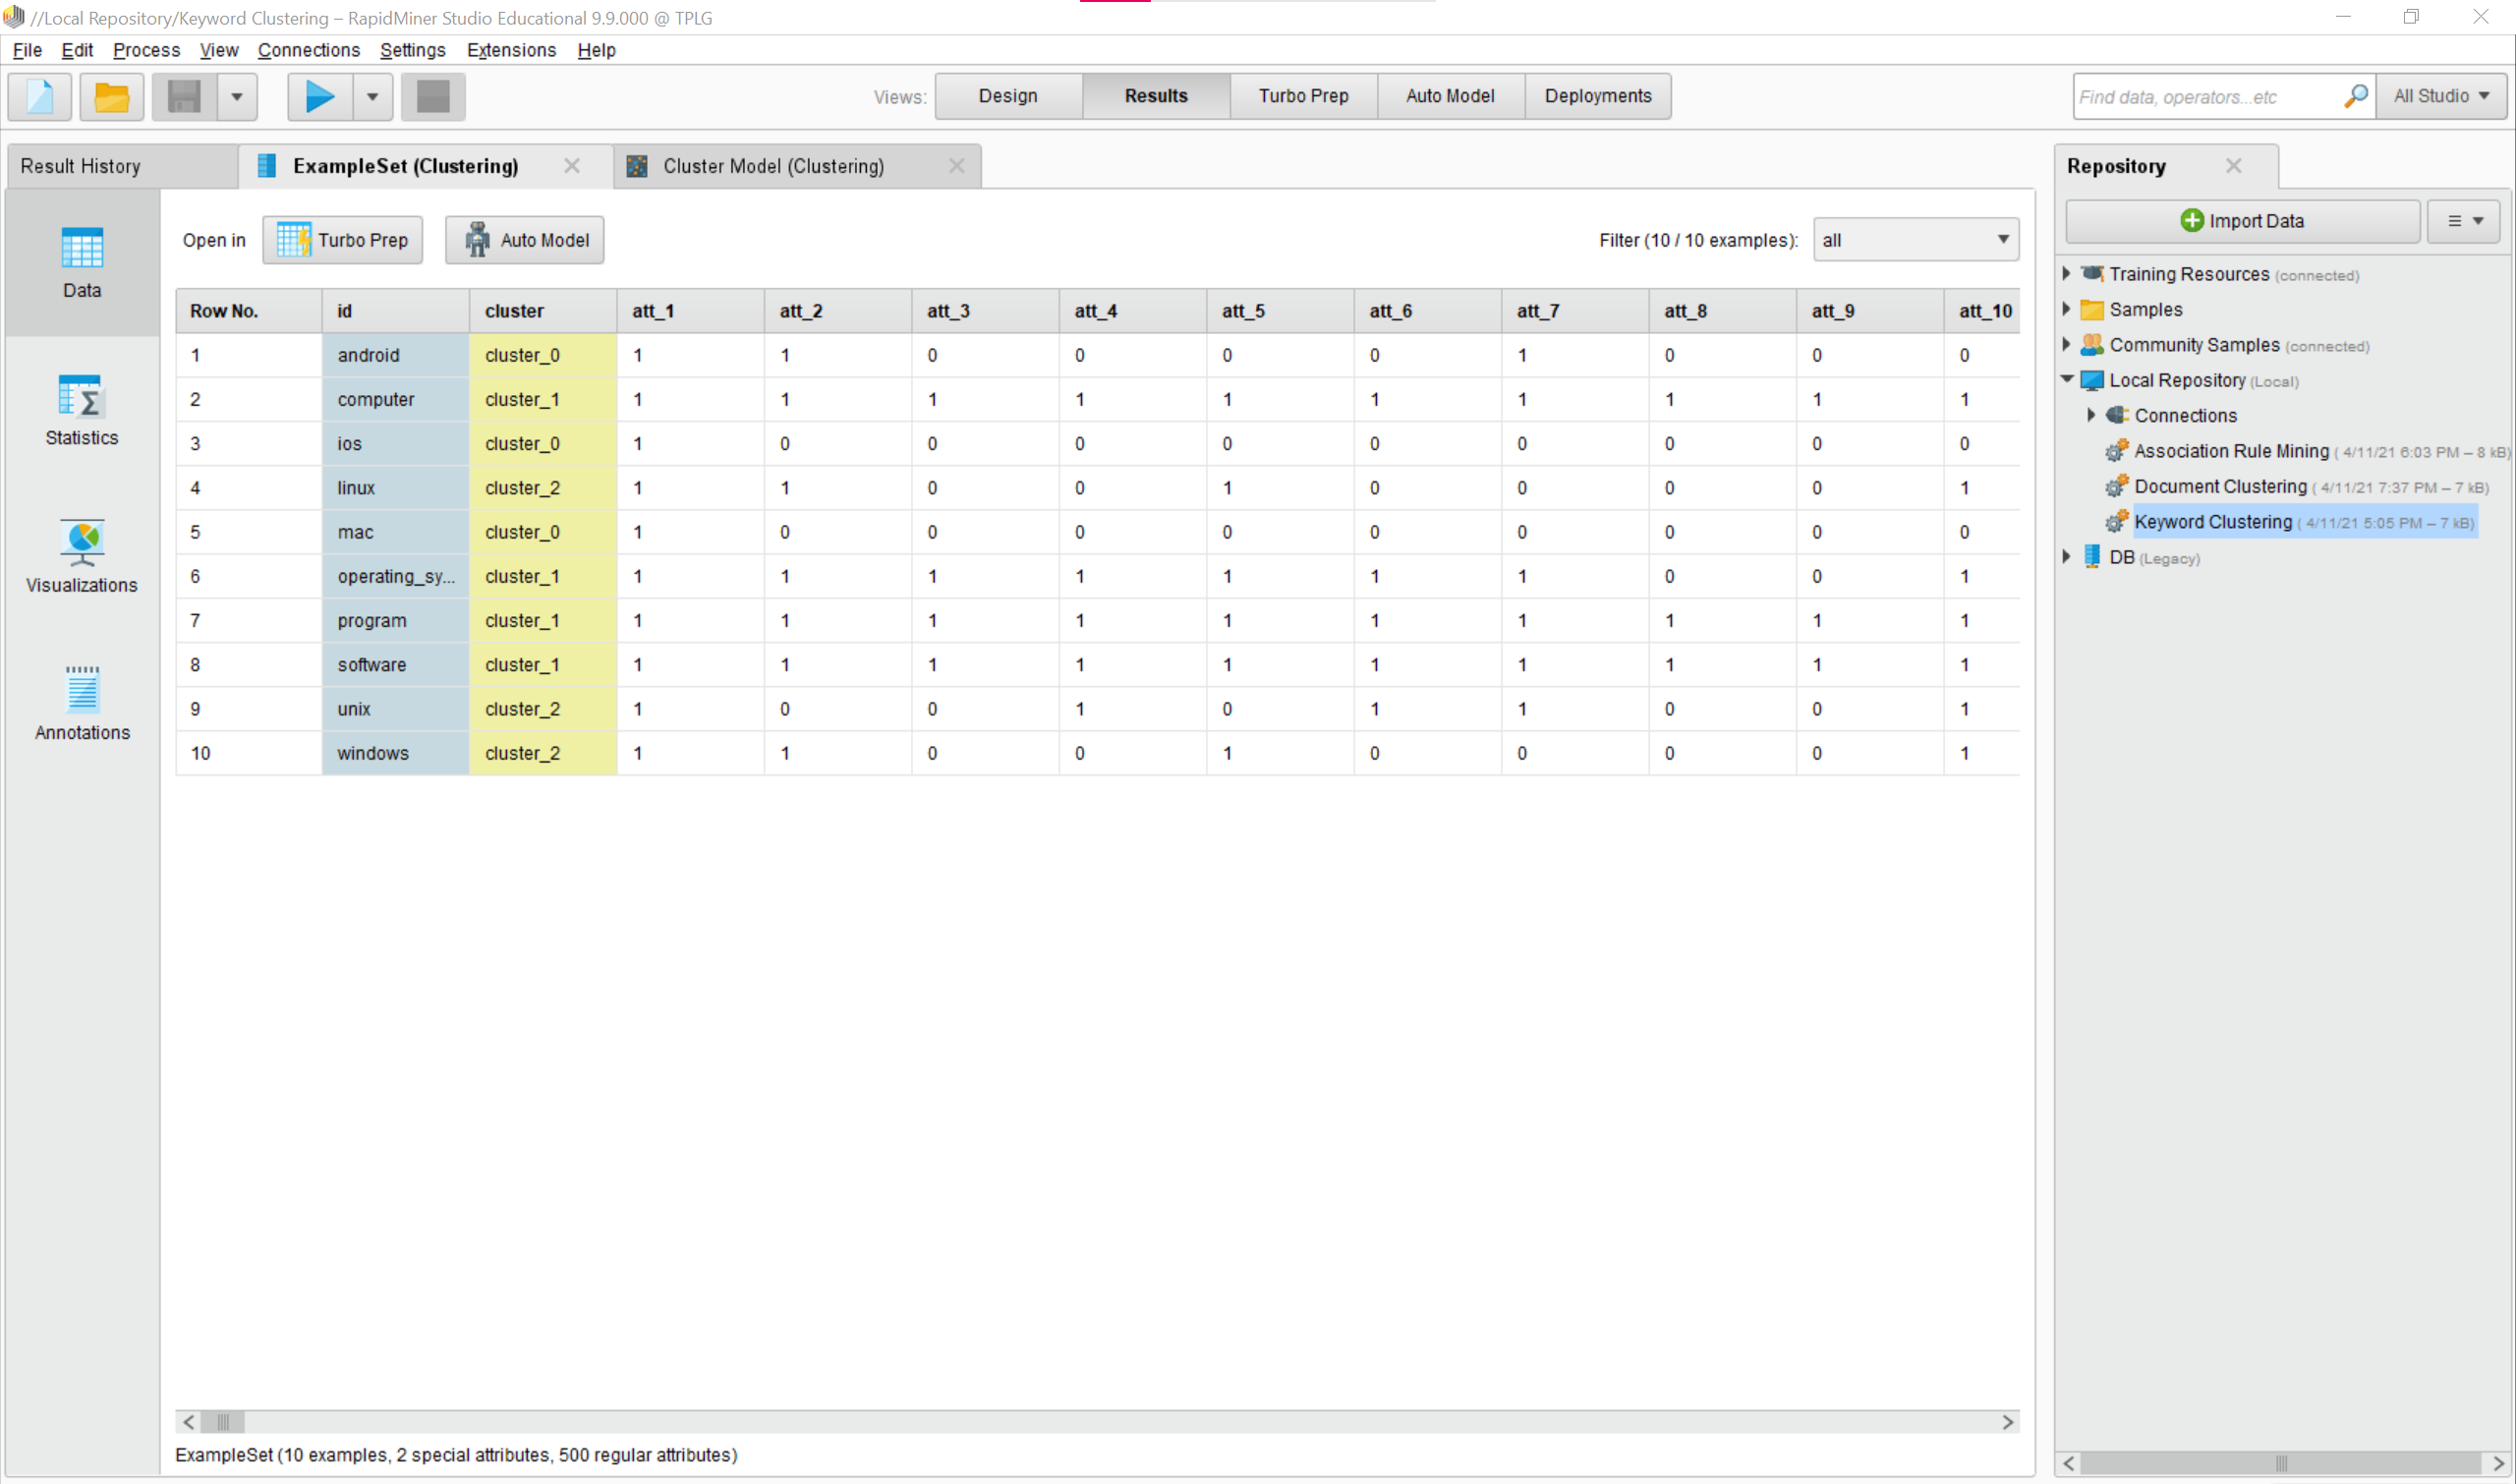 //Local Repository/Keyword Clustering – RapidMiner Studio Educational 9.9.000 @ TPLG
File Edit Process View Connections Settings Extensions Help
Views: Design Results Turbo Prep Auto Model Deployments
Find data, operators...etc All Studio
Result History ExampleSet (Clustering) Cluster Model (Clustering)
Open in Turbo Prep Auto Model Filter (10 / 10 examples): all
Data
Statistics
Visualizations
Annotations
Row No. id cluster att_1 att_2 att_3 att_4 att_5 att_6 att_7 att_8 att_9 att_10
1 android cluster_0 1 1 0 0 0 0 1 0 0 0
2 computer cluster_1 1 1 1 1 1 1 1 1 1 1
3 ios cluster_0 1 0 0 0 0 0 0 0 0 0
4 linux cluster_2 1 1 0 0 1 0 0 0 0 1
5 mac cluster_0 1 0 0 0 0 0 0 0 0 0
6 operating_sy... cluster_1 1 1 1 1 1 1 1 0 0 1
7 program cluster_1 1 1 1 1 1 1 1 1 1 1
8 software cluster_1 1 1 1 1 1 1 1 1 1 1
9 unix cluster_2 1 0 0 1 0 1 1 0 0 1
10 windows cluster_2 1 1 0 0 1 0 0 0 0 1
ExampleSet (10 examples, 2 special attributes, 500 regular attributes)
Repository
Import Data
Training Resources (connected)
Samples
Community Samples (connected)
Local Repository (Local)
Connections
Association Rule Mining ( 4/11/21 6:03 PM – 8 kB)
Document Clustering ( 4/11/21 7:37 PM – 7 kB)
Keyword Clustering ( 4/11/21 5:05 PM – 7 kB)
DB (Legacy)